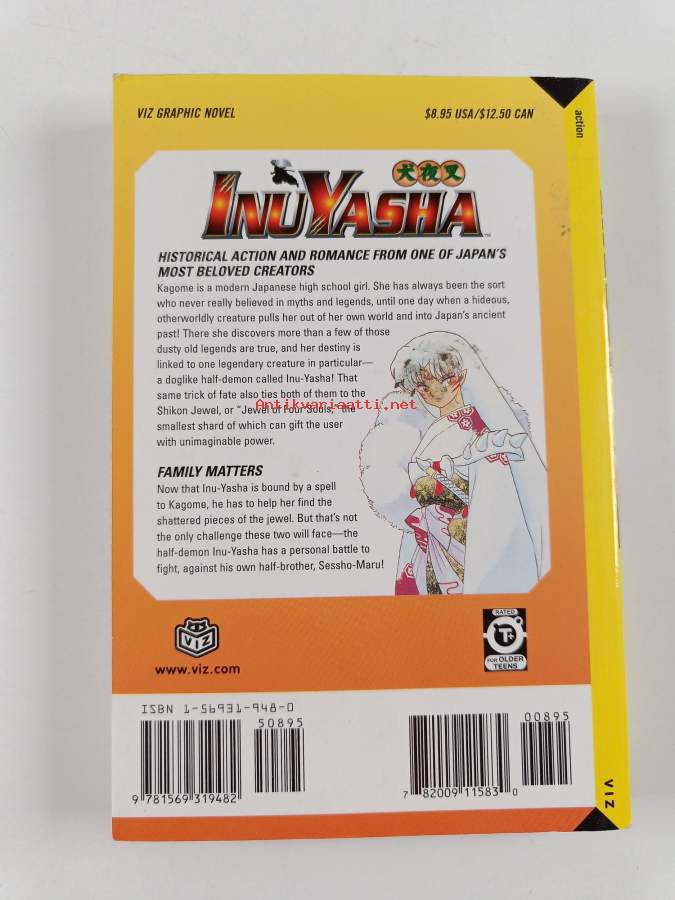 VIZ GRAPHIC NOVEL
$8.95 USA/$12.50 CAN
action
犬夜叉
INUYASHA™
HISTORICAL ACTION AND ROMANCE FROM ONE OF JAPAN'S
MOST BELOVED CREATORS
Kagome is a modern Japanese high school girl. She has always been the sort
who never really believed in myths and legends, until one day when a hideous,
otherworldly creature pulls her out of her own world and into Japan's ancient
past! There she discovers more than a few of those
dusty old legends are true, and her destiny is
linked to one legendary creature in particular—
a doglike half-demon called Inu-Yasha! That
same trick of fate also ties both of them to the
Antikvariaatti.net
Shikon Jewel, or "Jewel of Four Souls," the
smallest shard of which can gift the user
with unimaginable power.
FAMILY MATTERS
Now that Inu-Yasha is bound by a spell
to Kagome, he has to help her find the
shattered pieces of the jewel. But that's not
the only challenge these two will face—the
half-demon Inu-Yasha has a personal battle to
fight, against his own half-brother, Sessho-Maru!
VIZ
www.viz.com
RATED
T+
FOR OLDER
TEENS
ISBN 1-56931-948-0
50895
9 781569 319482
00895
7 82009 11583 0
VIZ